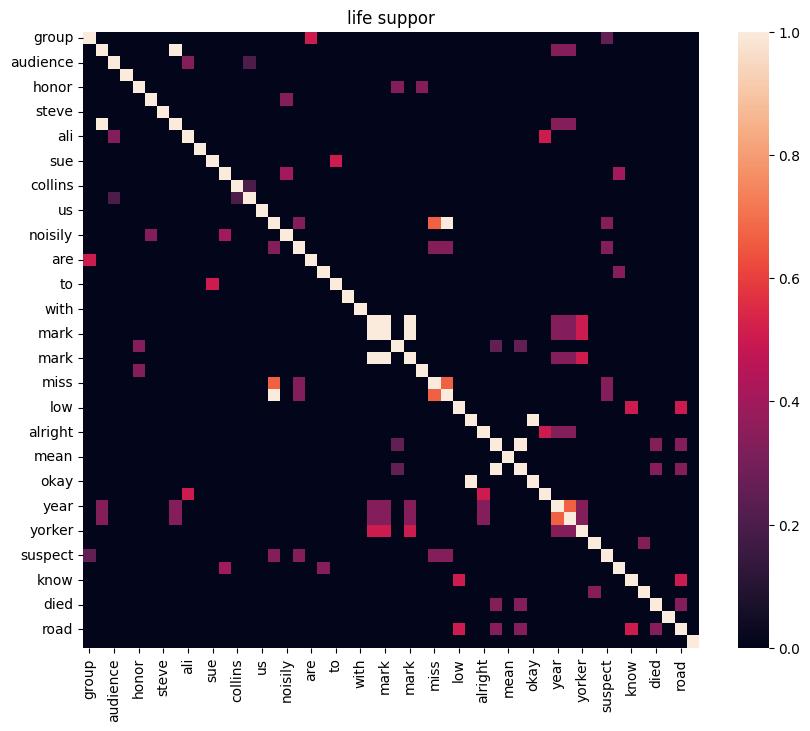 life suppor
group
audience
honor
steve
ali
sue
collins
us
noisily
are
to
with
mark
mark
miss
low
alright
mean
okay
year
yorker
suspect
know
died
road
1.0
0.8
0.6
0.4
0.2
0.0
group
audience
honor
steve
ali
sue
collins
us
noisily
are
to
with
mark
mark
miss
low
alright
mean
okay
year
yorker
suspect
know
died
road